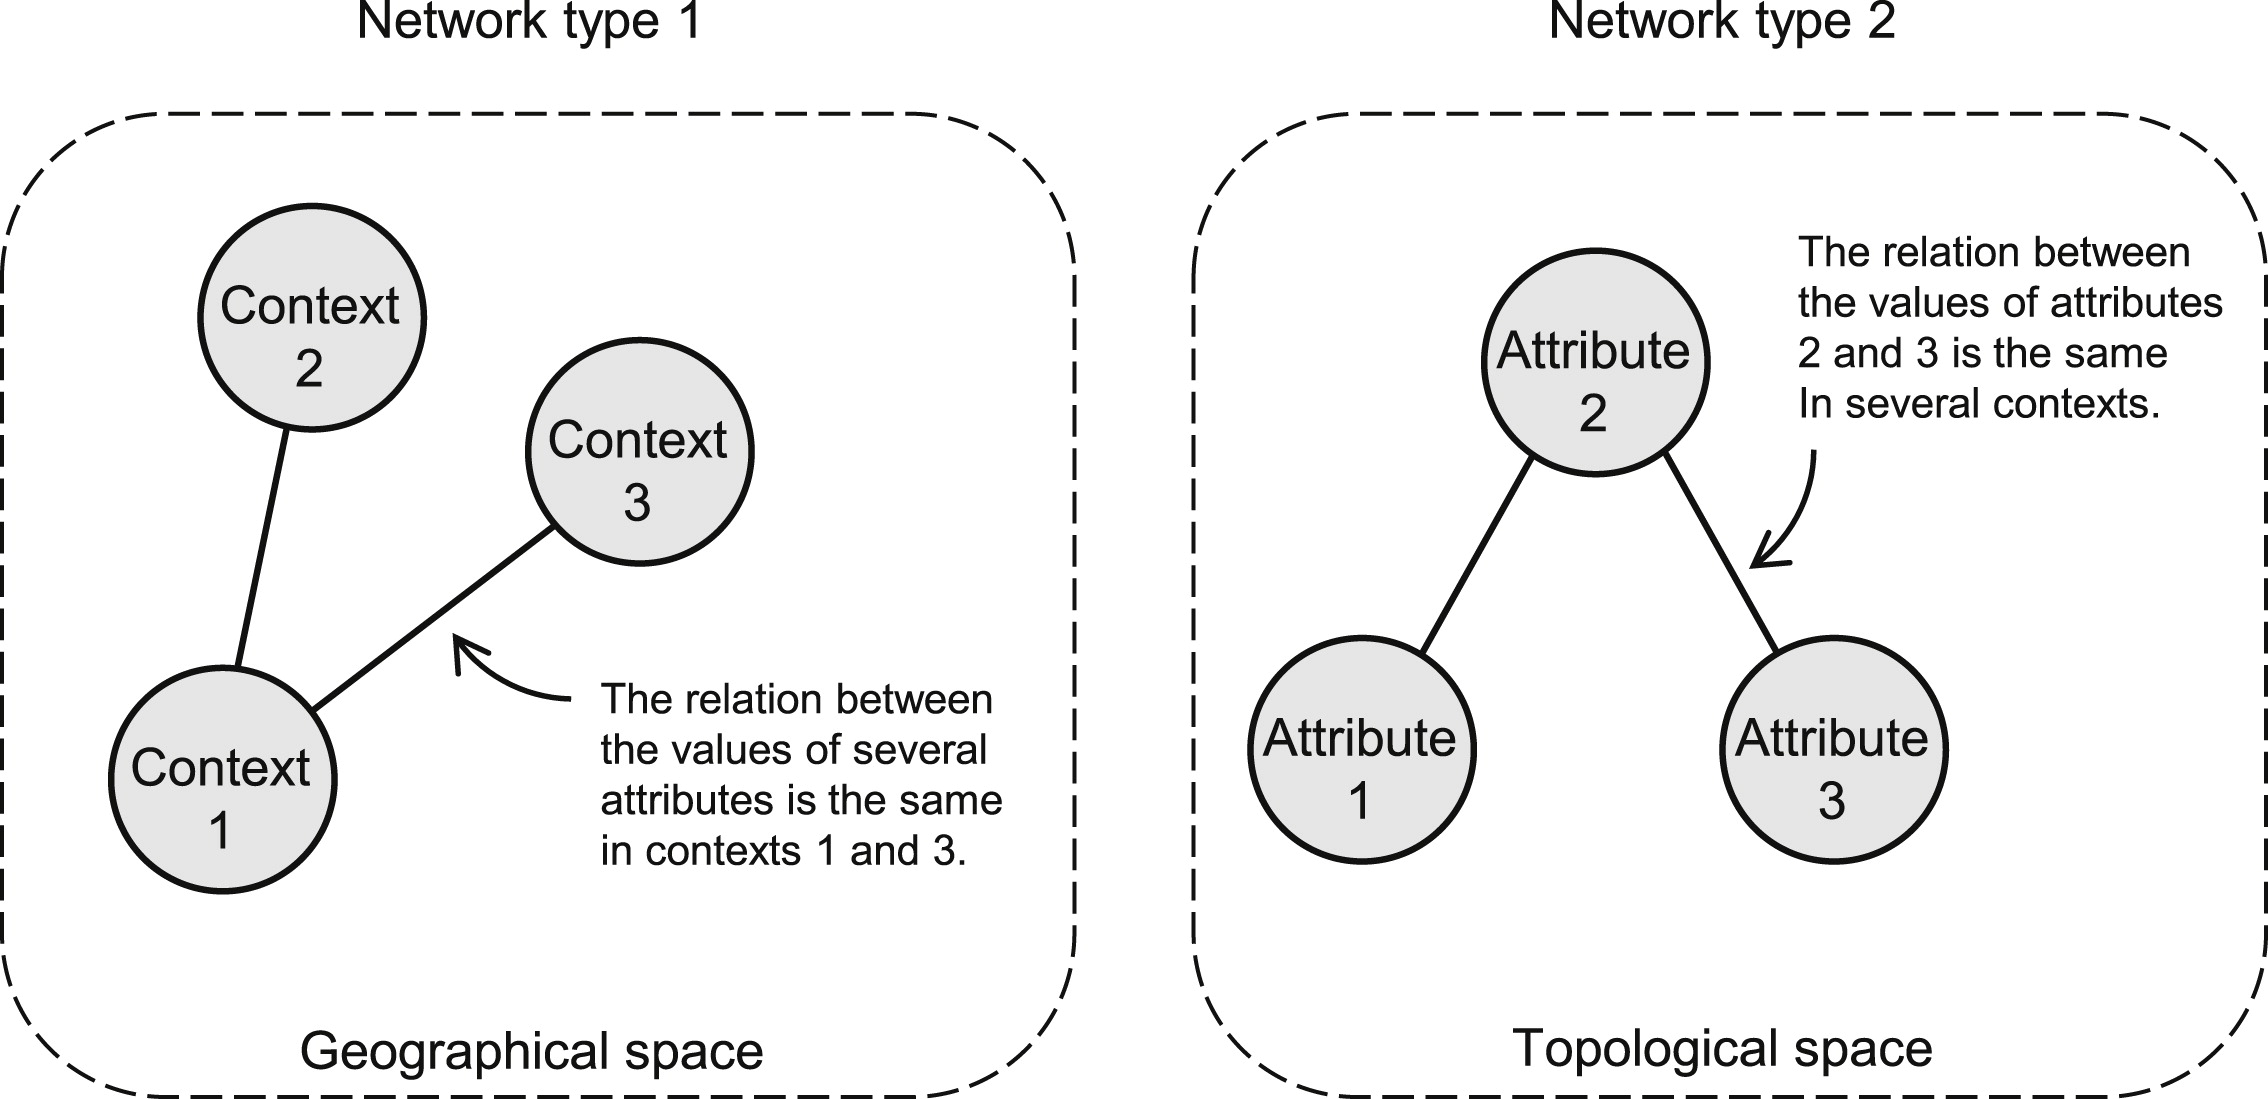 Network type 1
Context
2
Context
3
Context
1
The relation between
the values of several
attributes is the same
in contexts 1 and 3.
Geographical space
Network type 2
The relation between
the values of attributes
2 and 3 is the same
In several contexts.
Attribute
2
Attribute
1
Attribute
3
Topological space